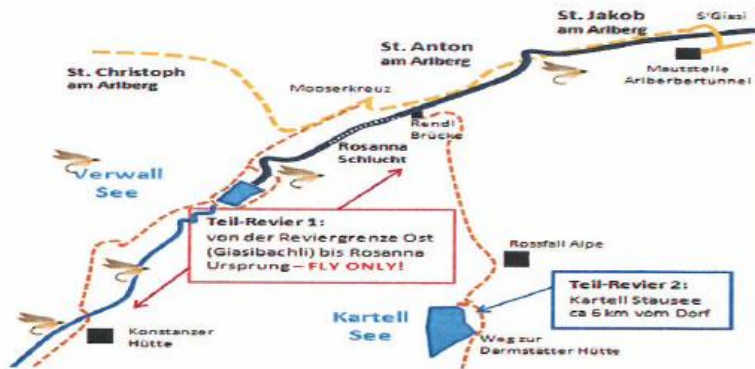 St. Jakob
am Arlberg
S'Giasi
St. Anton
am Arlberg
Mautstelle
Arlberbertunnel
St. Christoph
am Arlberg
Mooserkreuz
Rendl
Brücke
Rosanna
Schlucht
Verwall
See
Teil-Revier 1:
von der Reviergrenze Ost
(Giasibachli) bis Rosanna
Ursprung – FLY ONLY!
Rossfall Alpe
Teil-Revier 2:
Kartell Stausee
ca 6 km vom Dorf
Kartell
See
Konstanzer
Hütte
Weg zur
Darmstätter Hütte